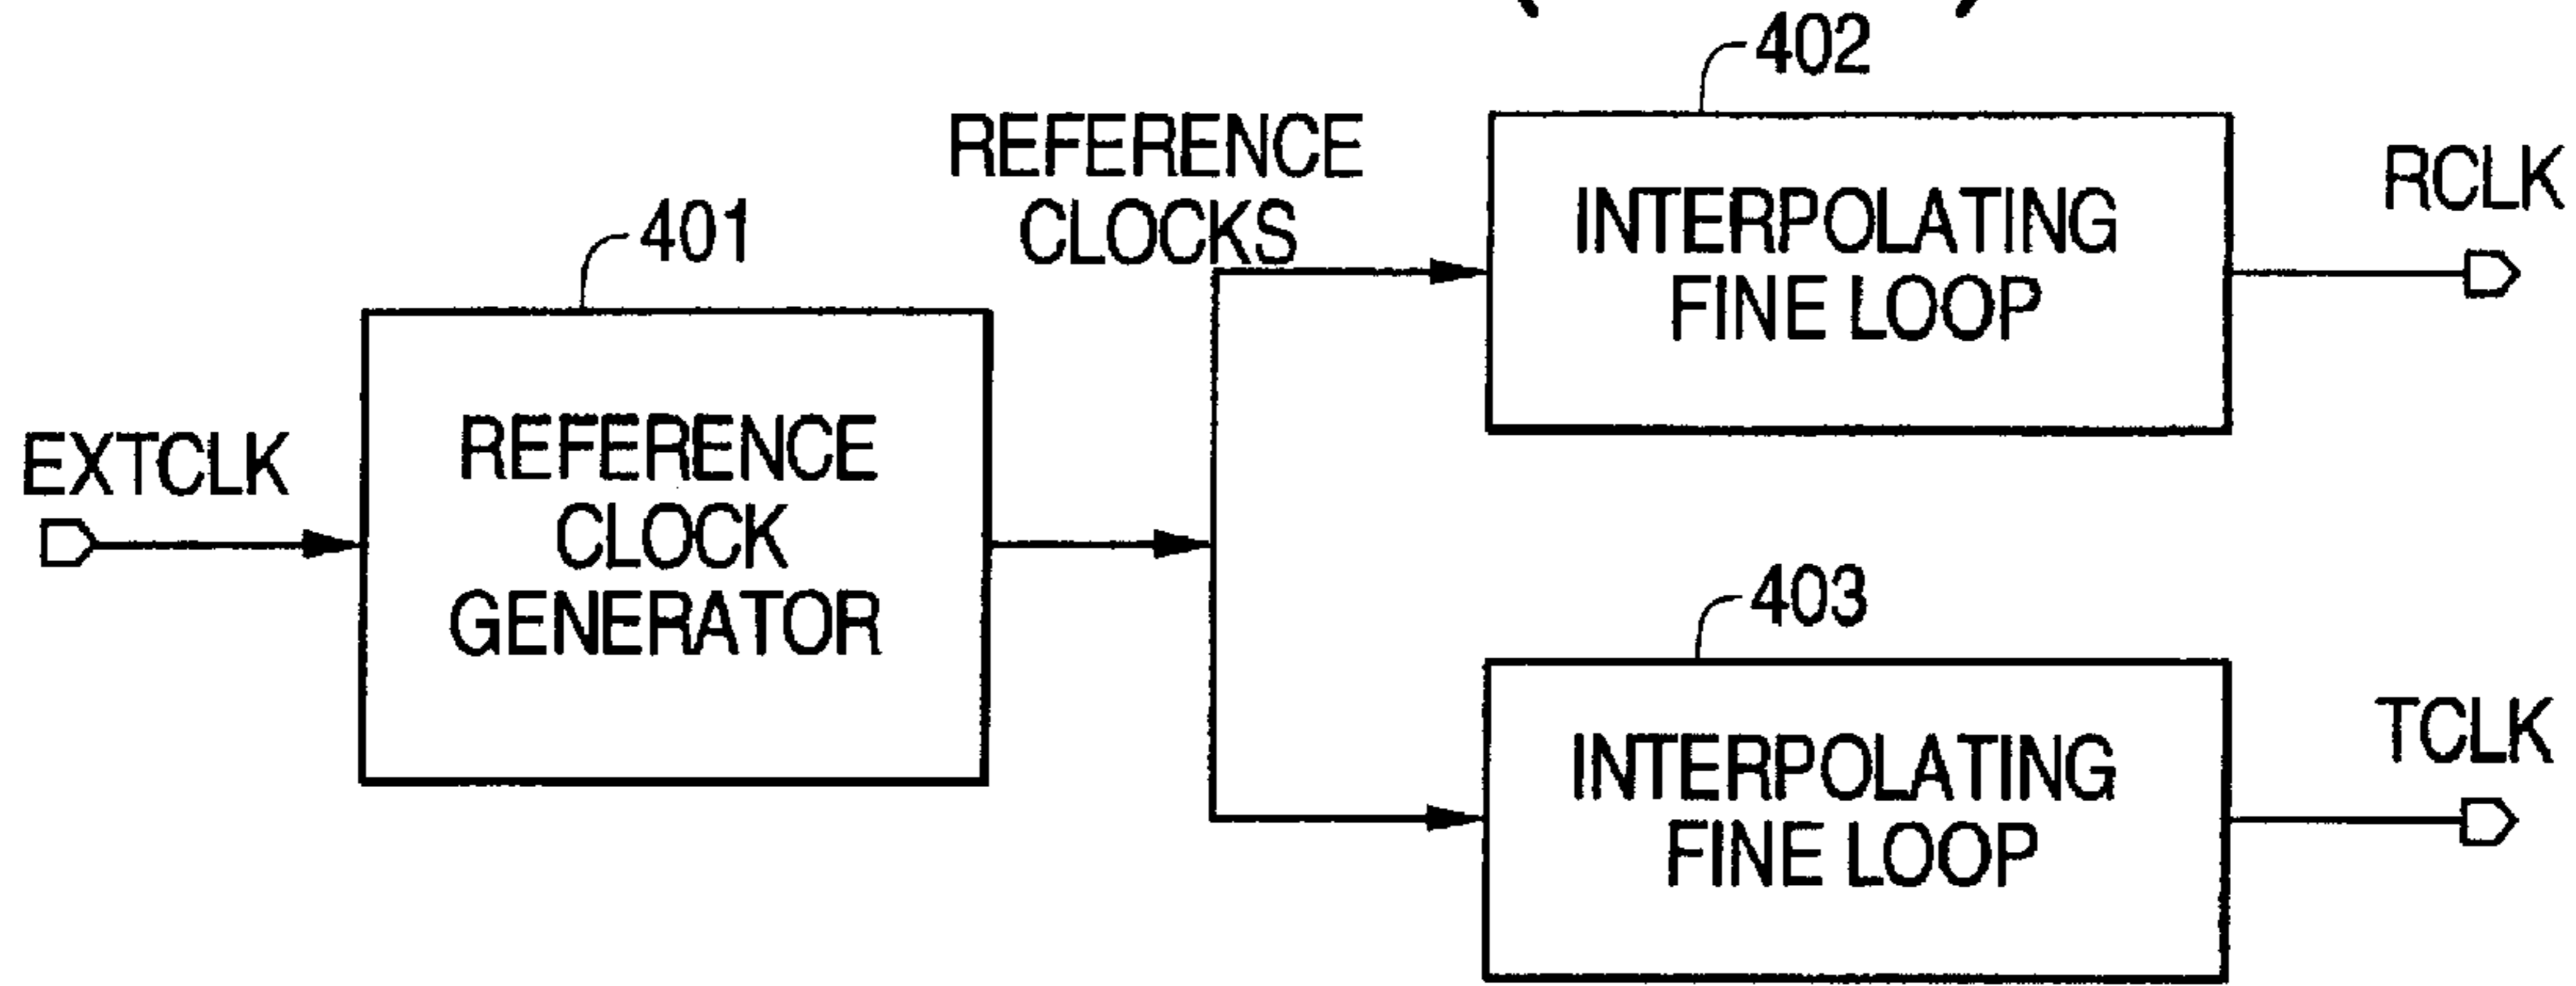 402
REFERENCE
CLOCKS
INTERPOLATING
FINE LOOP
RCLK
401
EXTCLK
REFERENCE
CLOCK
GENERATOR
403
INTERPOLATING
FINE LOOP
TCLK